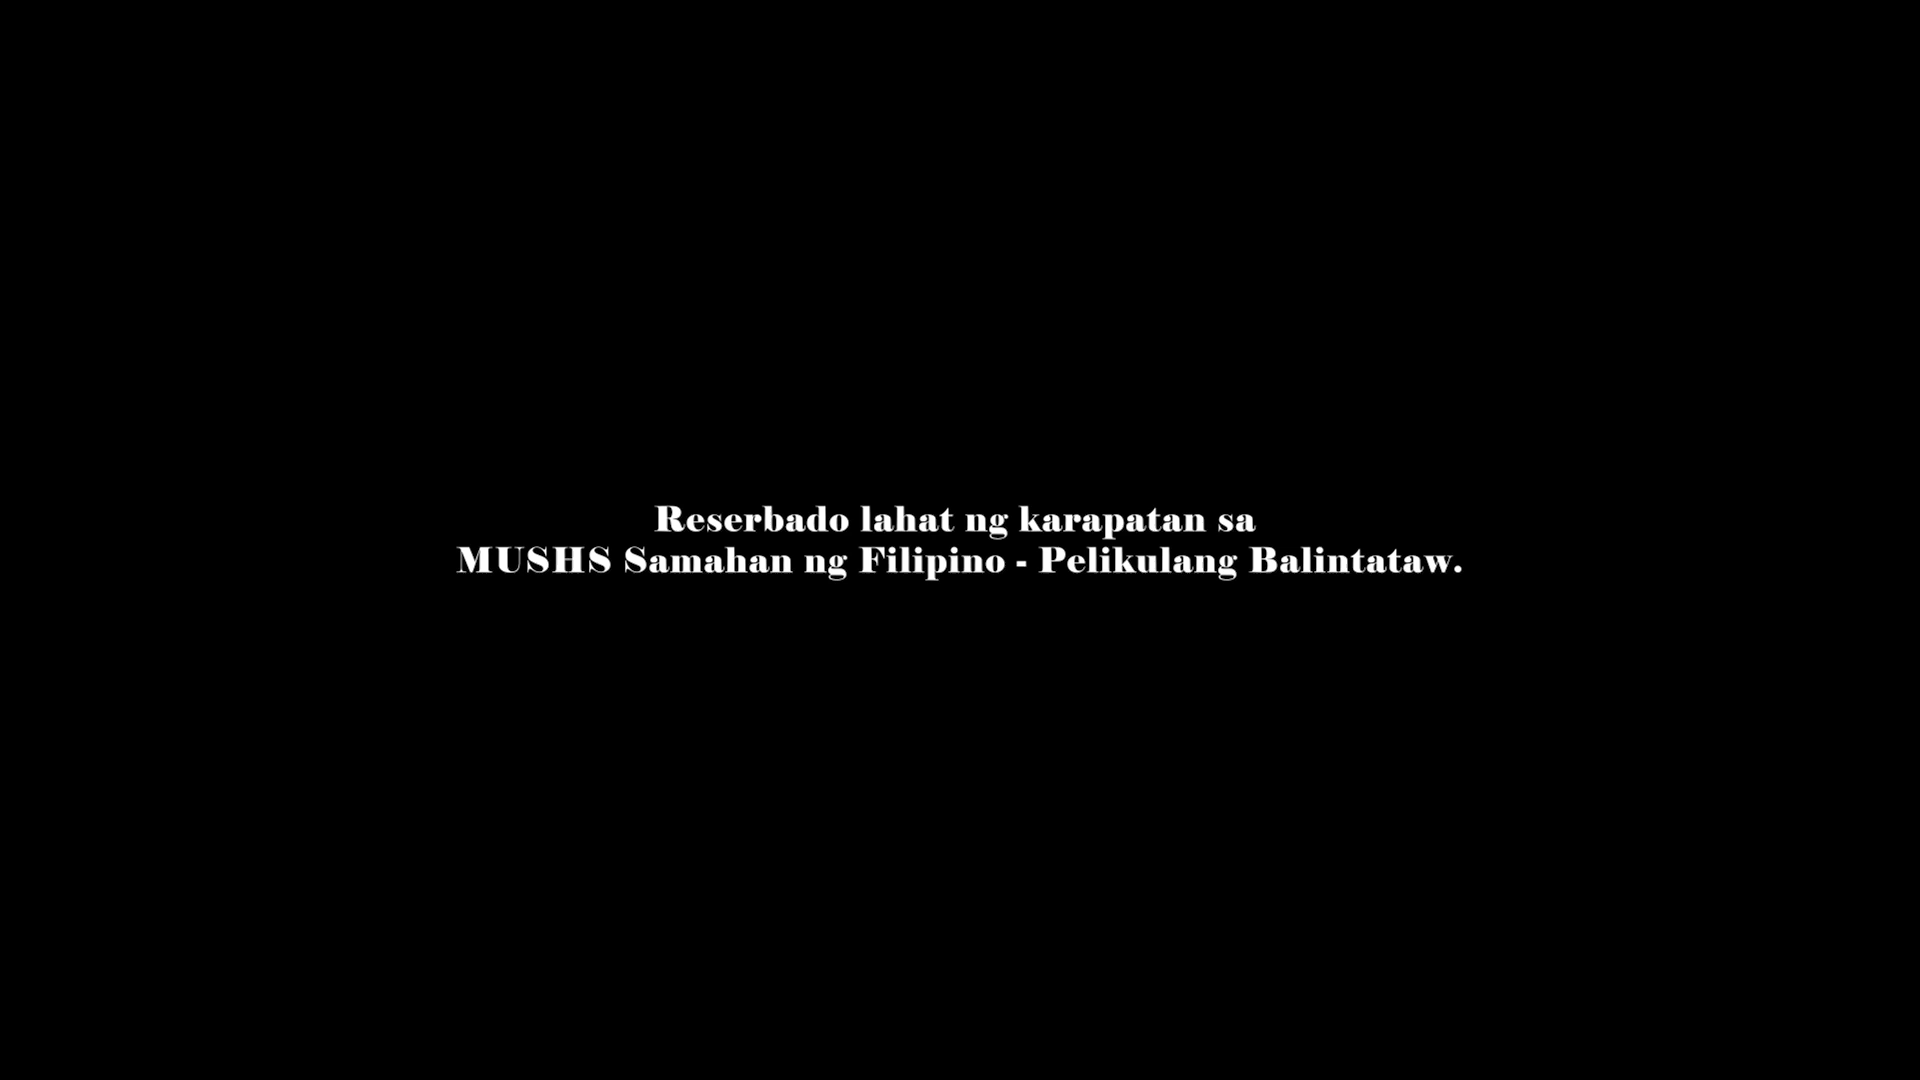 Reserbado lahat ng karapatan sa
MUSHS Samahan ng Filipino - Pelikulang Balintataw.